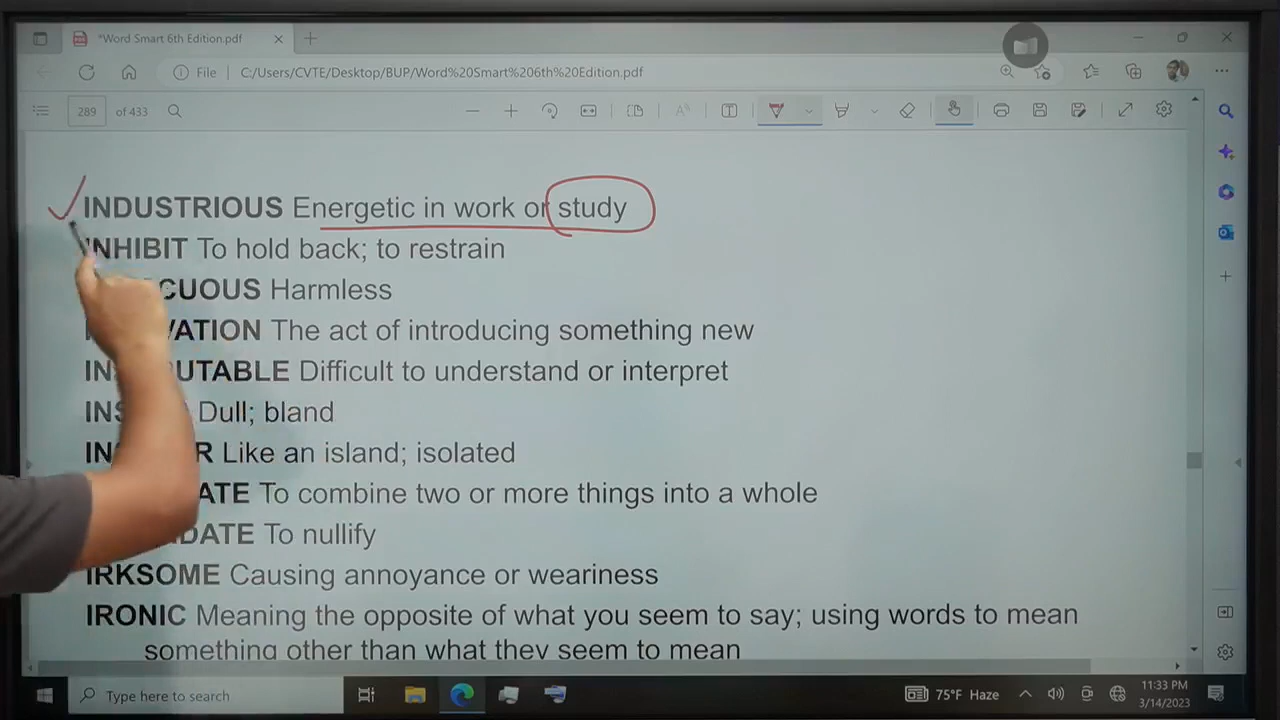 *Word Smart 6th Edition.pdf
File C:/Users/CVTE/Desktop/BUP/Word%20Smart%206th%20Edition.pdf
289 of 433
INDUSTRIOUS Energetic in work or study
INHIBIT To hold back; to restrain
CUOUS Harmless
VATION The act of introducing something new
UTABLE Difficult to understand or interpret
Dull; bland
R Like an island; isolated
ATE To combine two or more things into a whole
DATE To nullify
IRKSOME Causing annoyance or weariness
IRONIC Meaning the opposite of what you seem to say; using words to mean
something other than what they seem to mean
Type here to search
75°F Haze
11:33 PM
3/14/2023